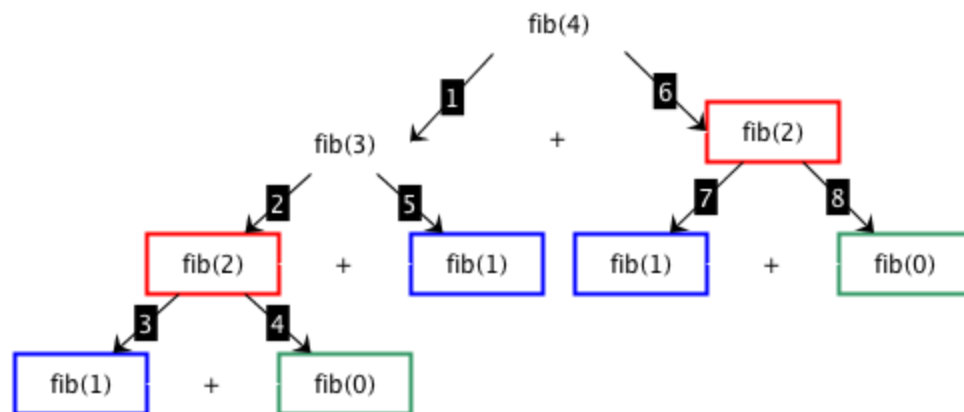 fib(4)
1
6
fib(2)
fib(3)
+
2
5
7
8
fib(2)
+
fib(1)
fib(1)
+
fib(0)
3
4
fib(1)
+
fib(0)